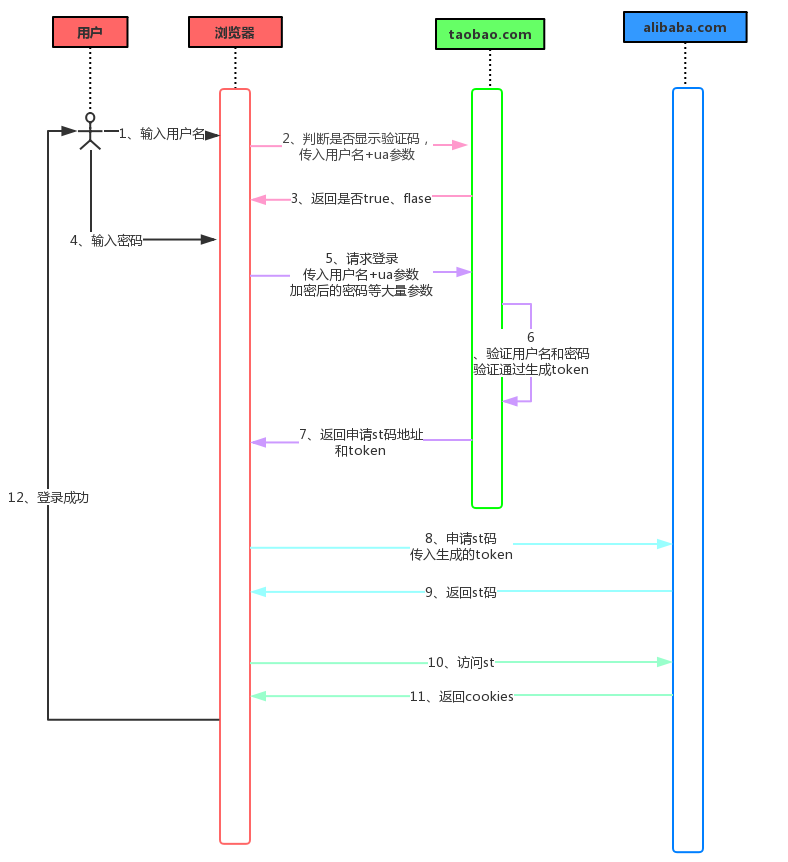 用户
浏览器
taobao.com
alibaba.com
1、输入用户名
2、判断是否显示验证码，
传入用户名+ua参数
3、返回是否true、flase
4、输入密码
5、请求登录
传入用户名+ua参数
加密后的密码等大量参数
6
、验证用户名和密码
验证通过生成token
7、返回申请st码地址
和token
12、登录成功
8、申请st码
传入生成的token
9、返回st码
10、访问st
11、返回cookies